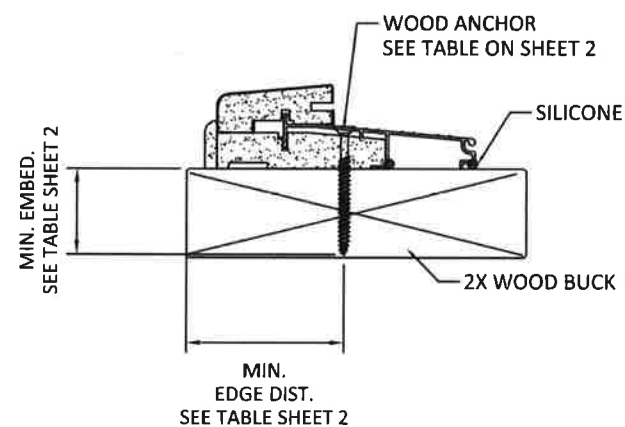 WOOD ANCHOR
SEE TABLE ON SHEET 2
SILICONE
MIN. EMBED.
SEE TABLE SHEET 2
2X WOOD BUCK
MIN.
EDGE DIST.
SEE TABLE SHEET 2